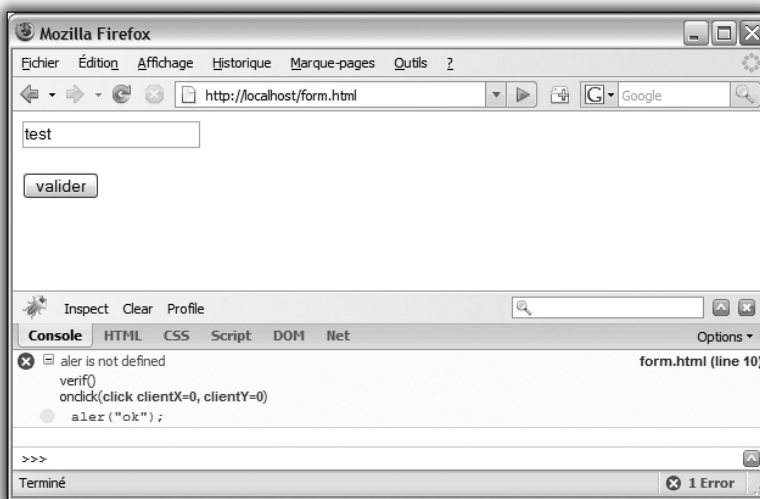 Mozilla Firefox
Fichier Édition Affichage Historique Marque-pages Outils ?
http://localhost/form.html G Google
test
valider
Inspect Clear Profile
Console HTML CSS Script DOM Net Options
aler is not defined form.html (line 10)
verif()
onclick(click clientX=0, clientY=0)
aler("ok");
>>>
Terminé 1 Error